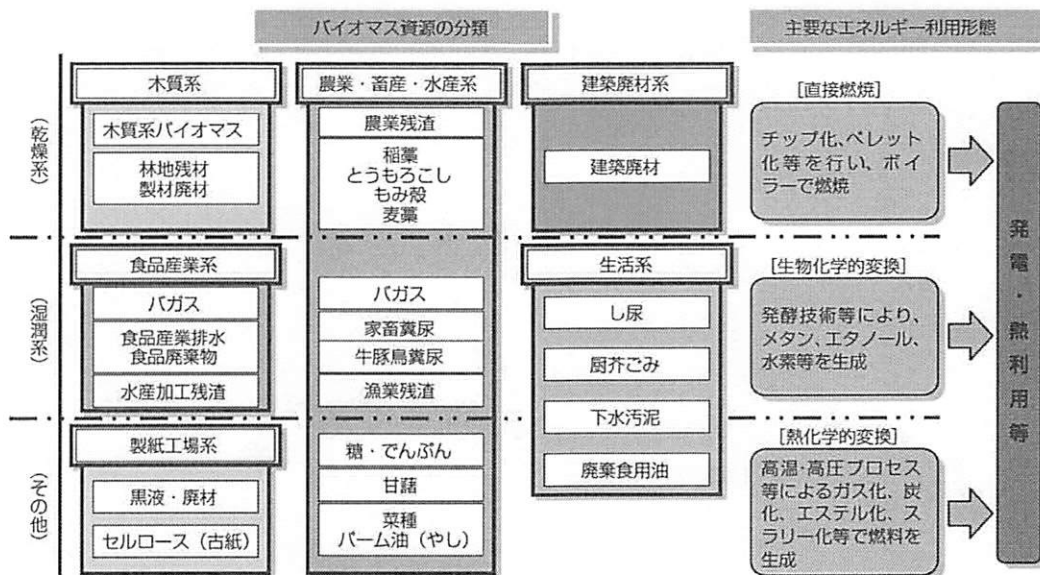 バイオマス資源の分類
主要なエネルギー利用形態
(乾燥系)
木質系
木質系バイオマス
林地残材
製材廃材
農業・畜産・水産系
農業残渣
稲藁
とうもろこし
もみ殻
麦藁
建築廃材系
建築廃材
[直接燃焼]
チップ化、ペレット
化等を行い、ボイ
ラーで燃焼
(湿潤系)
食品産業系
バガス
食品産業排水
食品廃棄物
水産加工残渣
バガス
家畜糞尿
牛豚鳥糞尿
漁業残渣
生活系
し尿
厨芥ごみ
下水汚泥
廃棄食用油
[生物化学的変換]
発酵技術等により、
メタン、エタノール、
水素等を生成
(その他)
製紙工場系
黒液・廃材
セルロース(古紙)
糖・でんぷん
甘藷
菜種
パーム油(やし)
[熱化学的変換]
高温・高圧プロセス
等によるガス化、炭
化、エステル化、ス
ラリー化等で燃料を
生成
発電・熱利用等